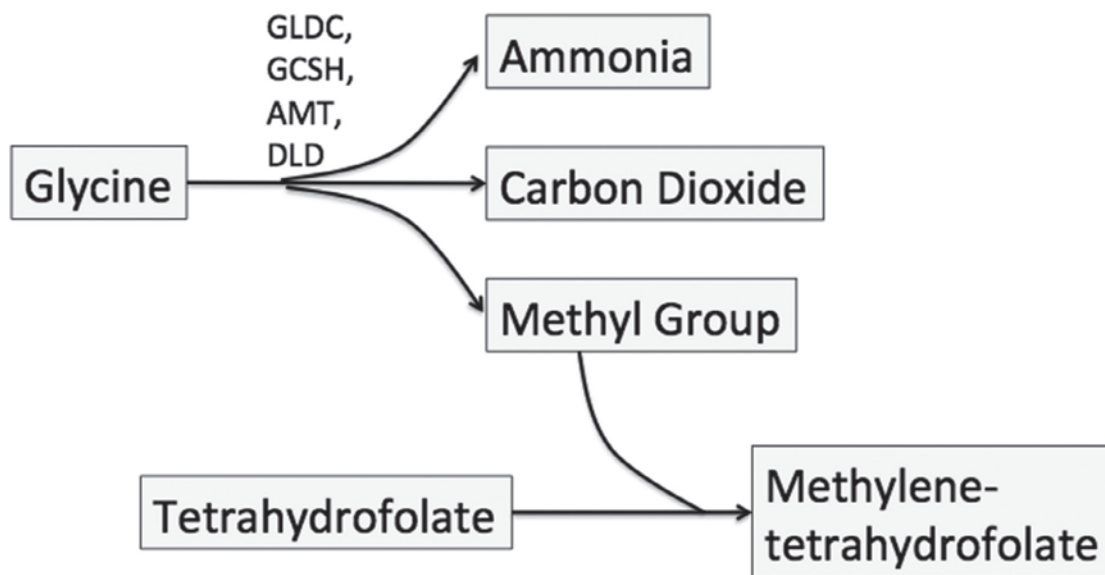 GLDC,
GCSH,
AMT,
DLD
Ammonia
Glycine
Carbon Dioxide
Methyl Group
Tetrahydrofolate
Methylene-
tetrahydrofolate